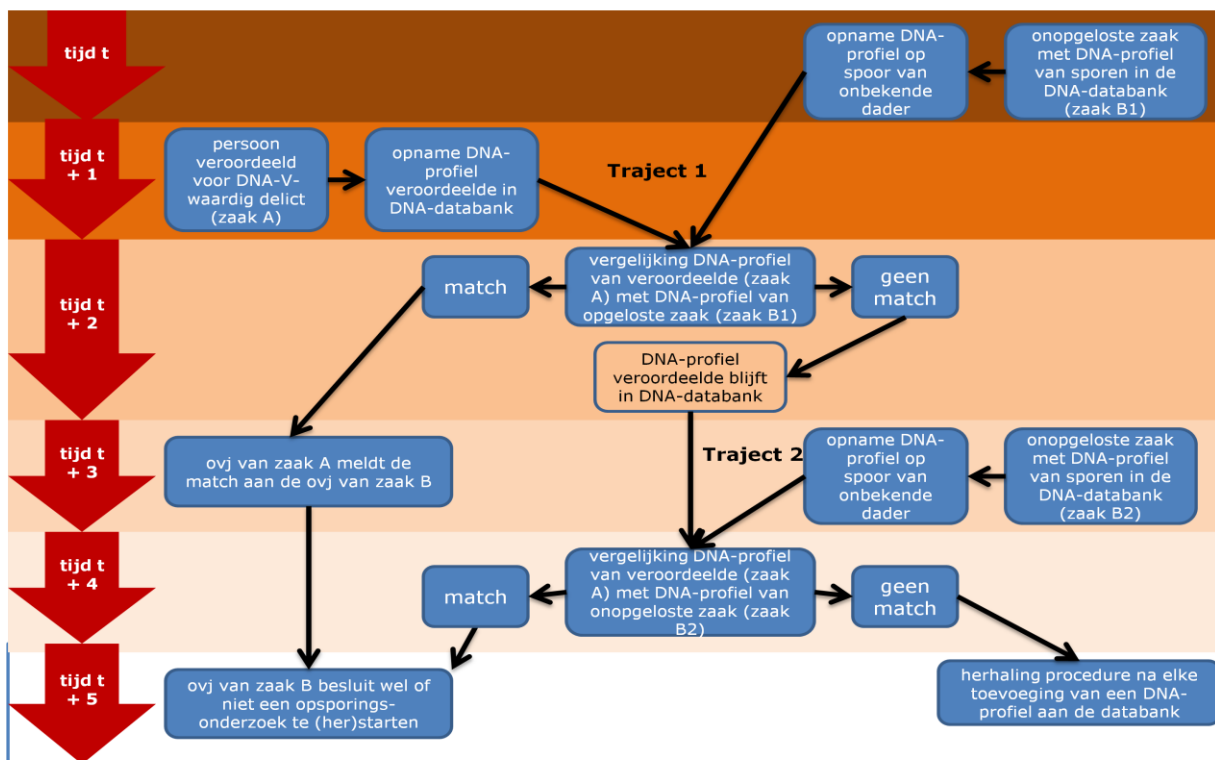 tijd t
opname DNA-
profiel op
spoor van
onbekende
dader
onopgeloste zaak
met DNA-profiel
van sporen in de
DNA-databank
(zaak B1)
tijd t
+ 1
persoon
veroordeeld
voor DNA-V-
waardig delict
(zaak A)
opname DNA-
profiel
veroordeelde in
DNA-databank
Traject 1
tijd t
+ 2
match
vergelijking DNA-profiel
van veroordeelde (zaak
A) met DNA-profiel van
opgeloste zaak (zaak B1)
geen
match
DNA-profiel
veroordeelde blijft
in DNA-databank
tijd t
+ 3
ovj van zaak A meldt de
match aan de ovj van zaak B
Traject 2
opname DNA-
profiel op
spoor van
onbekende
dader
onopgeloste zaak
met DNA-profiel
van sporen in de
DNA-databank
(zaak B2)
tijd t
+ 4
match
vergelijking DNA-profiel
van veroordeelde (zaak
A) met DNA-profiel van
onopgeloste zaak (zaak
B2)
geen
match
tijd t
+ 5
ovj van zaak B besluit wel of
niet een opsporings-
onderzoek te (her)starten
herhaling procedure na elke
toevoeging van een DNA-
profiel aan de databank